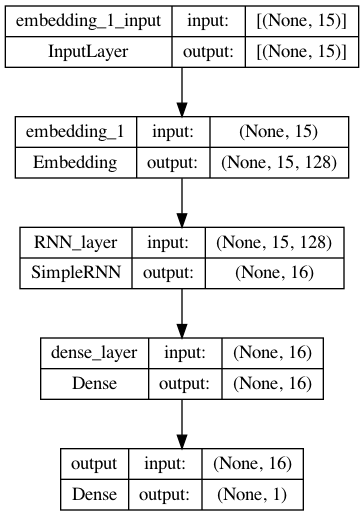 embedding_1_input input: [(None, 15)]
InputLayer output: [(None, 15)]
embedding_1 input: (None, 15)
Embedding output: (None, 15, 128)
RNN_layer input: (None, 15, 128)
SimpleRNN output: (None, 16)
dense_layer input: (None, 16)
Dense output: (None, 16)
output input: (None, 16)
Dense output: (None, 1)